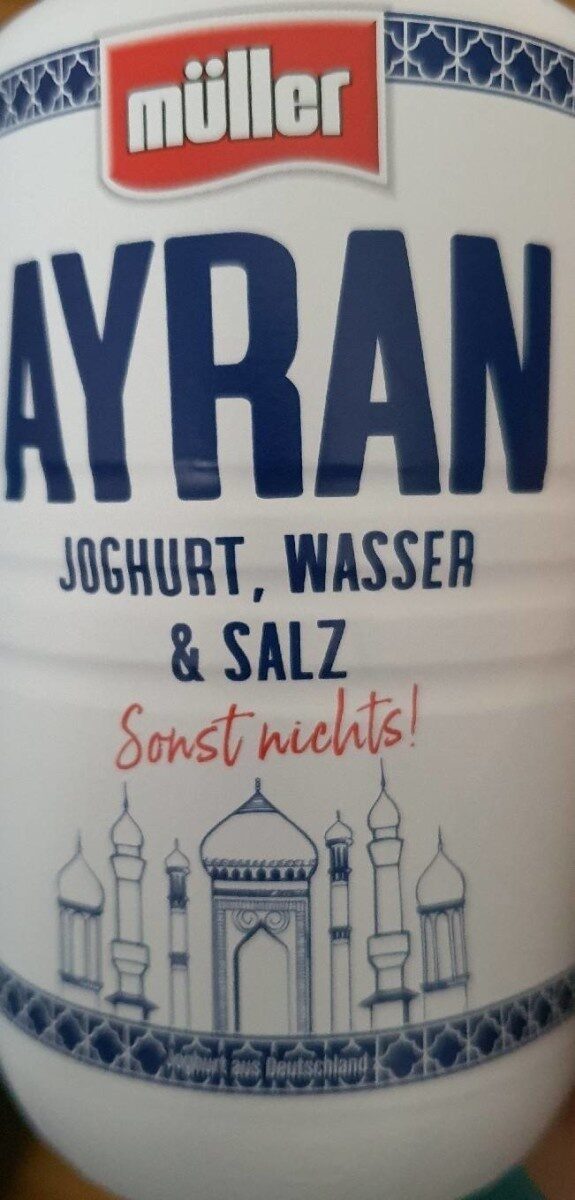 müller
AYRAN
JOGHURT, WASSER
& SALZ
Sonst nichts!
Joghurt aus Deutschland